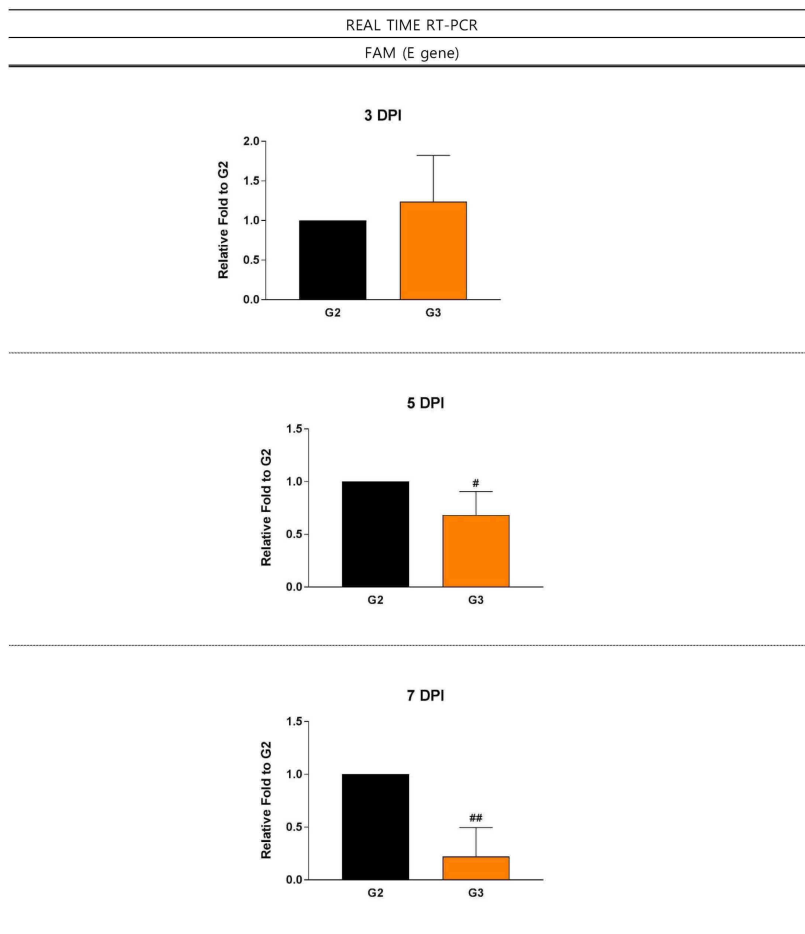 REAL TIME RT-PCR
FAM (E gene)
3 DPI
Relative Fold to G2
2.0
1.5
1.0
0.5
0.0
G2 G3
5 DPI
Relative Fold to G2
1.5
1.0
0.5
0.0
#
G2 G3
7 DPI
Relative Fold to G2
1.5
1.0
0.5
0.0
##
G2 G3